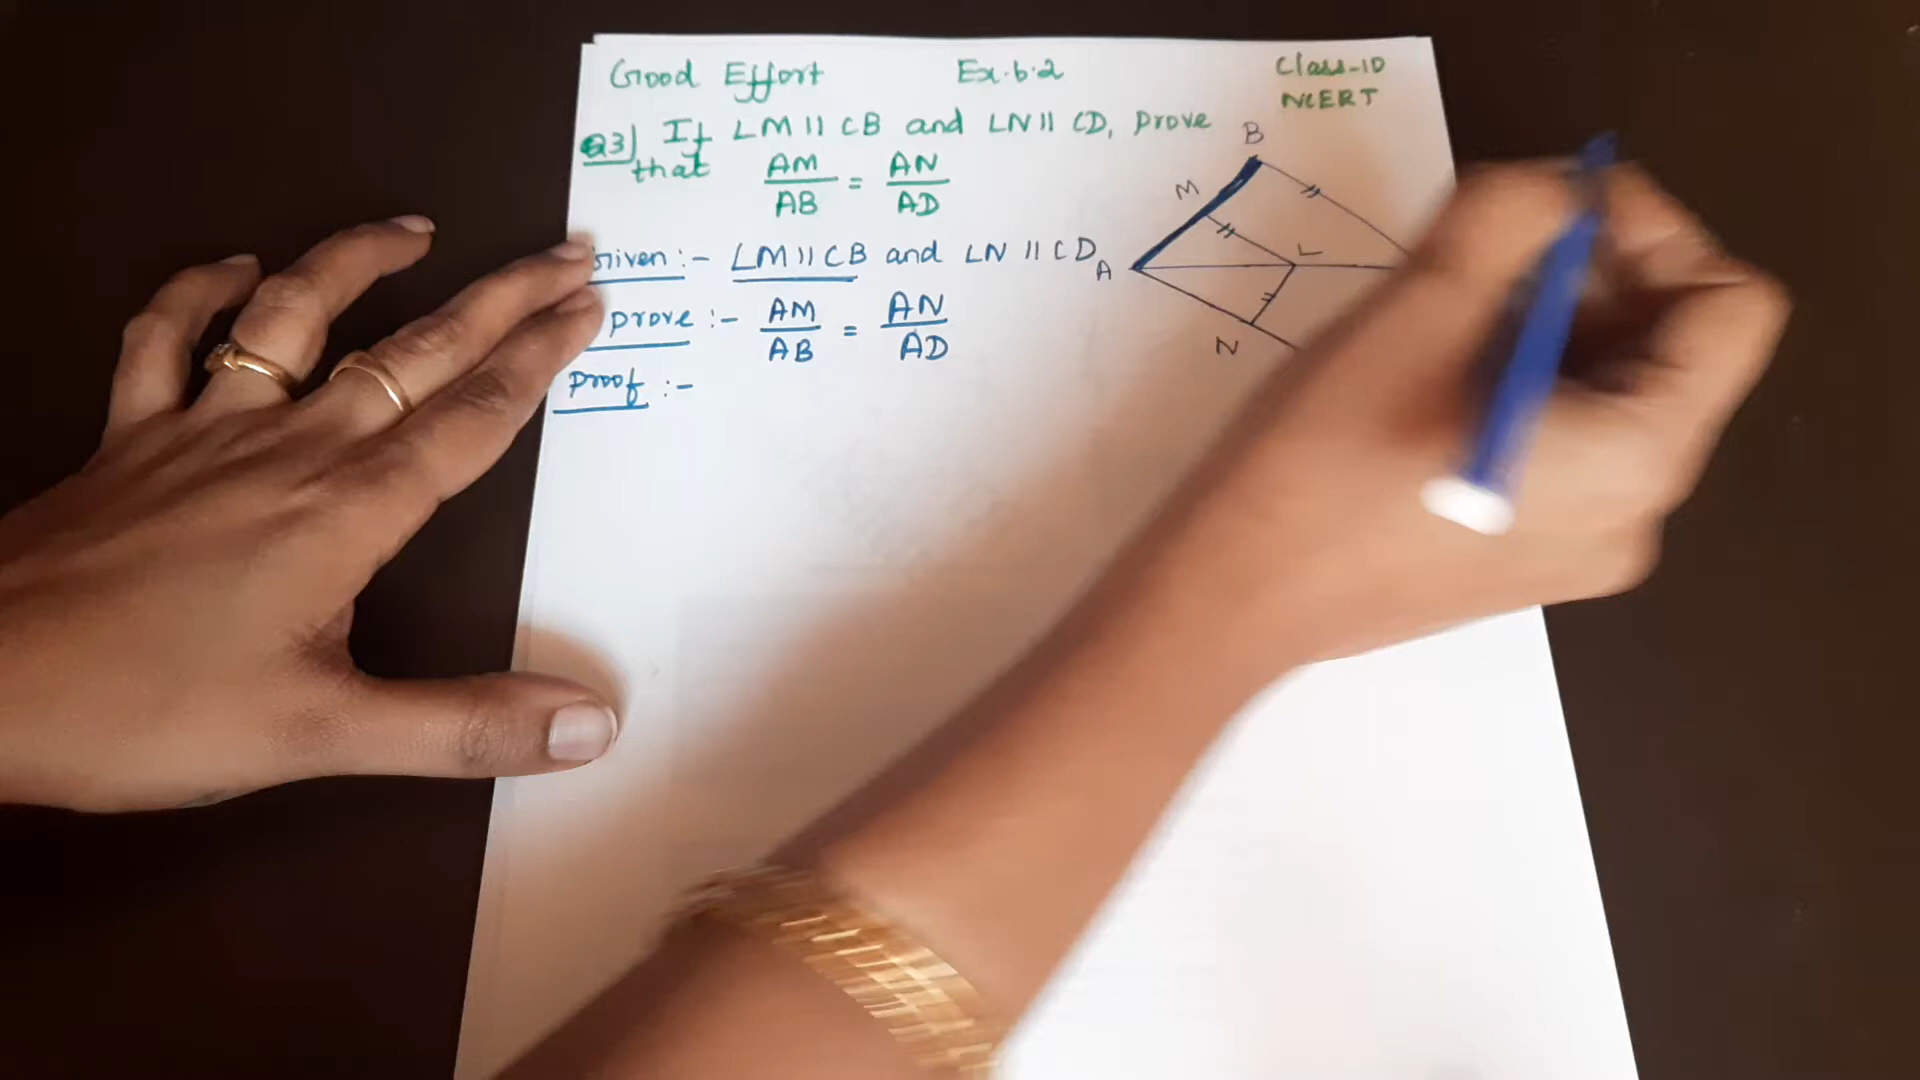 Good Effort Ex.6.2 Class-10
NCERT
Q3) If LM || CB and LN || CD, prove
that AM/AB = AN/AD
Given :- LM || CB and LN || CD
prove :- AM/AB = AN/AD
Proof :-
B
M
L
A
N